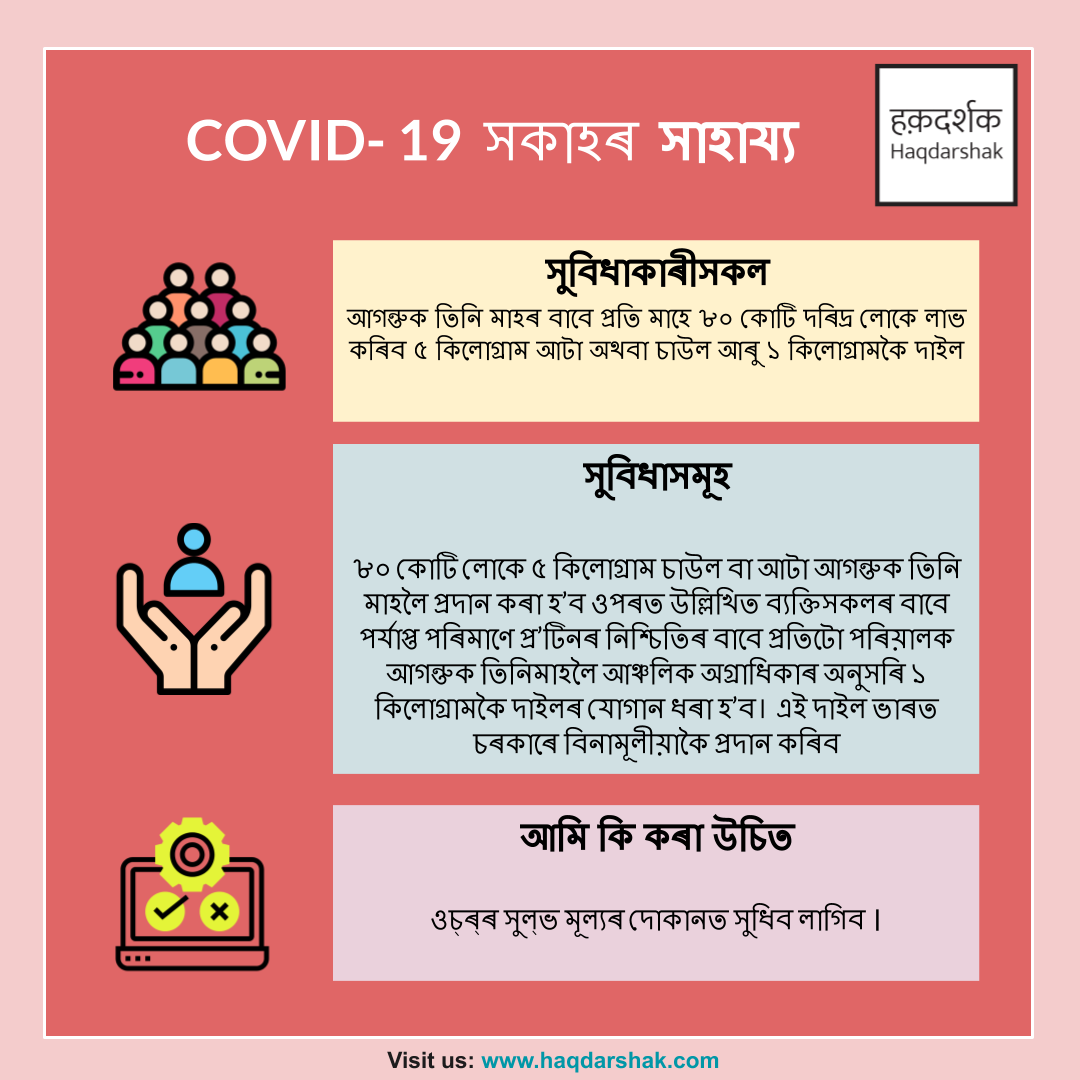 COVID- 19 সকাহৰ সাহায্য
हक़दर्शक
Haqdarshak
সুবিধাকাৰীসকল
আগন্তুক তিনি মাহৰ বাবে প্ৰতি মাহে ৮০ কোটি দৰিদ্ৰ লোকে লাভ
কৰিব ৫ কিলোগ্ৰাম আটা অথবা চাউল আৰু ১ কিলোগ্ৰামকৈ দাইল
সুবিধাসমূহ
৮০ কোটি লোকে ৫ কিলোগ্ৰাম চাউল বা আটা আগন্তুক তিনি
মাহলৈ প্ৰদান কৰা হ’ব ওপৰত উল্লিখিত ব্যক্তিসকলৰ বাবে
পৰ্যাপ্ত পৰিমাণে প্ৰ’টিনৰ নিশ্চিতিৰ বাবে প্ৰতিটো পৰিয়ালক
আগন্তুক তিনিমাহলৈ আঞ্চলিক অগ্ৰাধিকাৰ অনুসৰি ১
কিলোগ্ৰামকৈ দাইলৰ যোগান ধৰা হ’ব। এই দাইল ভাৰত
চৰকাৰে বিনামূলীয়াকৈ প্ৰদান কৰিব
আমি কি কৰা উচিত
ওচ্ৰ্ৰ সুল্ভ মূল্যৰ দোকানত সুধিব লাগিব ।
Visit us: www.haqdarshak.com